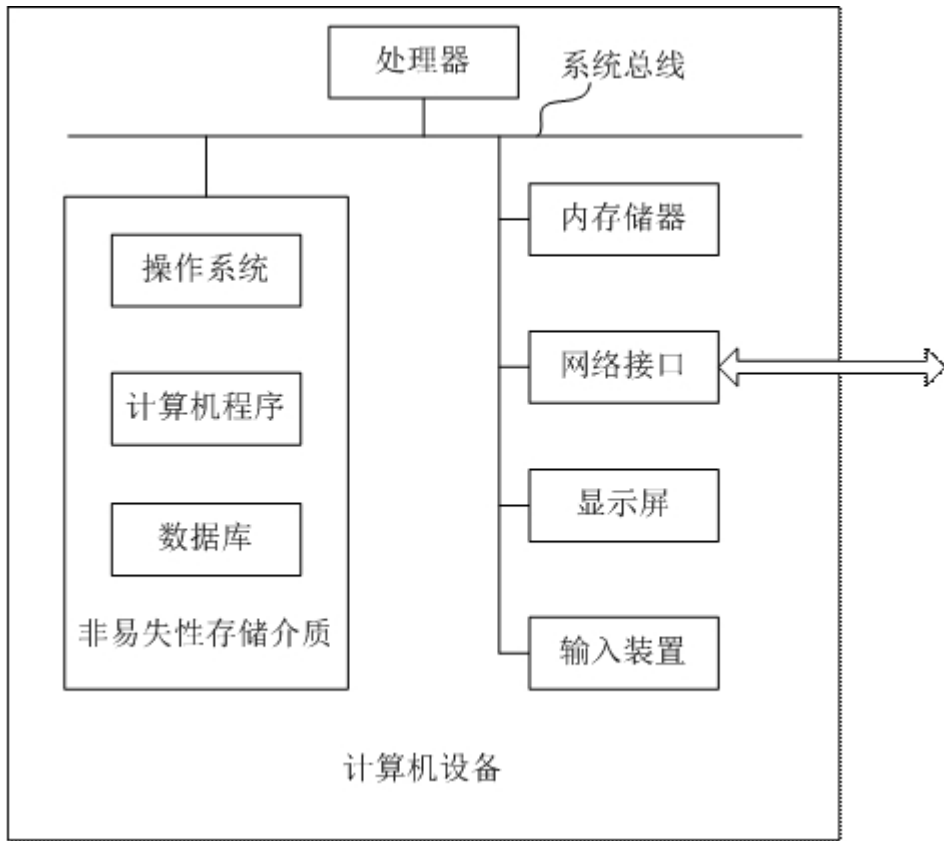 处理器
系统总线
操作系统
计算机程序
数据库
非易失性存储介质
内存储器
网络接口
显示屏
输入装置
计算机设备